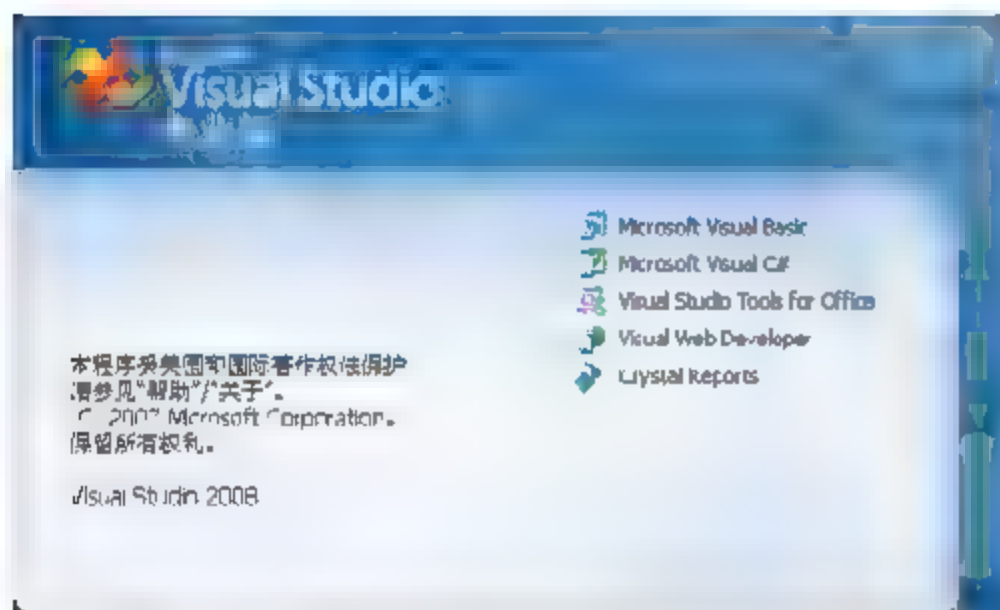 Visual Studio
Microsoft Visual Basic
Microsoft Visual C#
Visual Studio Tools for Office
Visual Web Developer
Crystal Reports
本程序受美国和国际著作权法保护
请参见“帮助”/“关于”。
© 2007 Microsoft Corporation。
保留所有权利。
Visual Studio 2008